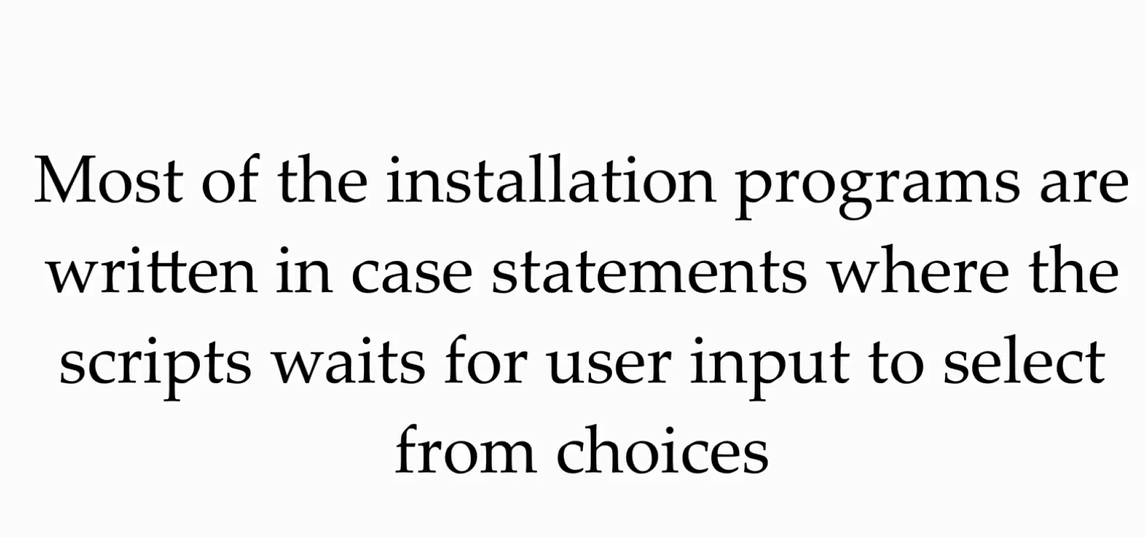 Most of the installation programs are
written in case statements where the
scripts waits for user input to select
from choices